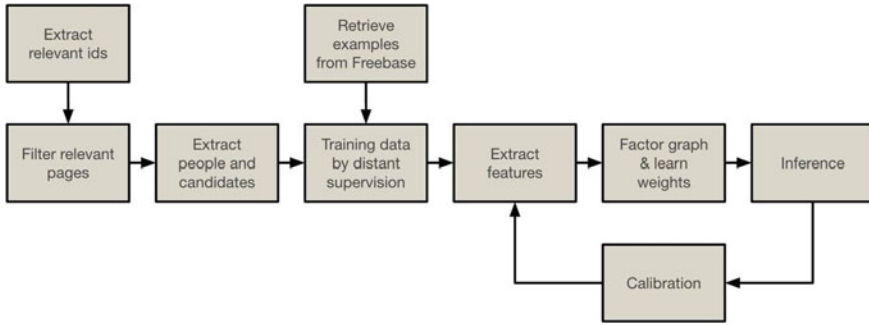 Extract
relevant ids
Retrieve
examples
from Freebase
Filter relevant
pages
Extract
people and
candidates
Training data
by distant
supervision
Extract
features
Factor graph
& learn
weights
Inference
Calibration